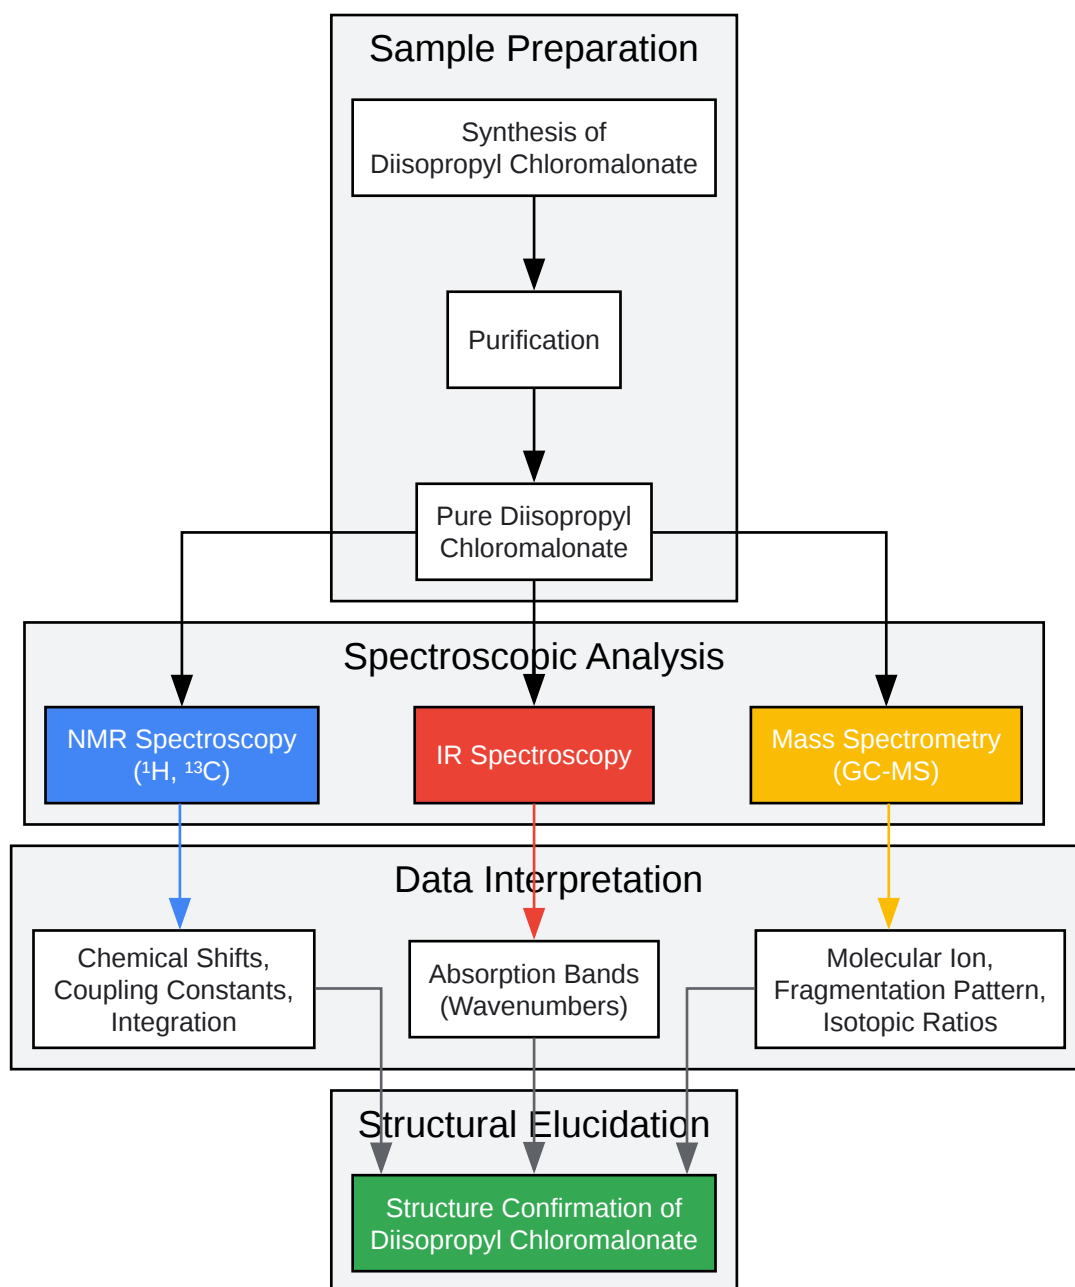 Sample Preparation
Synthesis of
Diisopropyl Chloromalonate
Purification
Pure Diisopropyl
Chloromalonate
Spectroscopic Analysis
NMR Spectroscopy
(¹H, ¹³C)
IR Spectroscopy
Mass Spectrometry
(GC-MS)
Data Interpretation
Chemical Shifts,
Coupling Constants,
Integration
Absorption Bands
(Wavenumbers)
Molecular Ion,
Fragmentation Pattern,
Isotopic Ratios
Structural Elucidation
Structure Confirmation of
Diisopropyl Chloromalonate